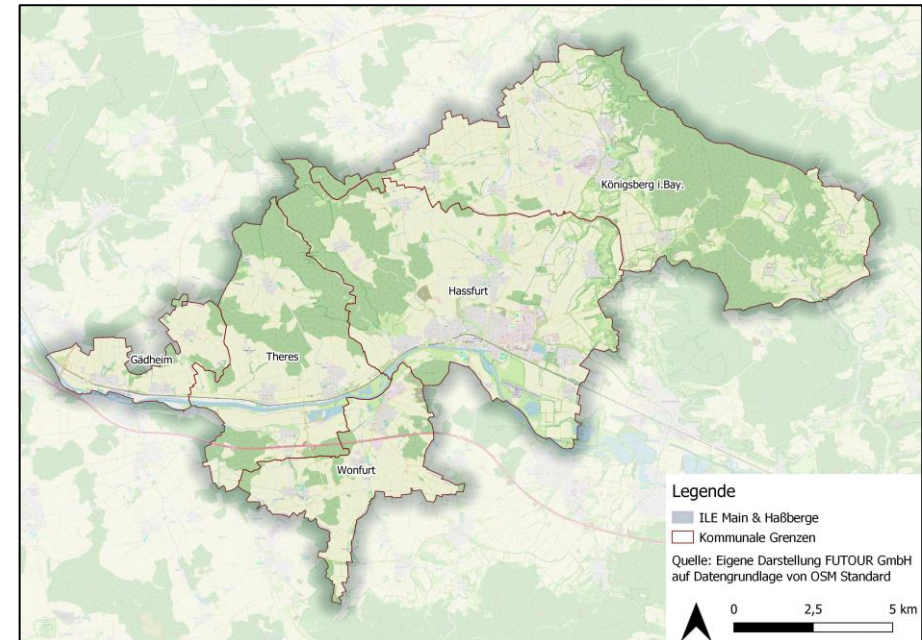 Königsberg i.Bay.
Hassfurt
Gädheim
Theres
Wonfurt
Legende
ILE Main & Haßberge
Kommunale Grenzen
Quelle: Eigene Darstellung FUTOUR GmbH
auf Datengrundlage von OSM Standard
0 2,5 5 km